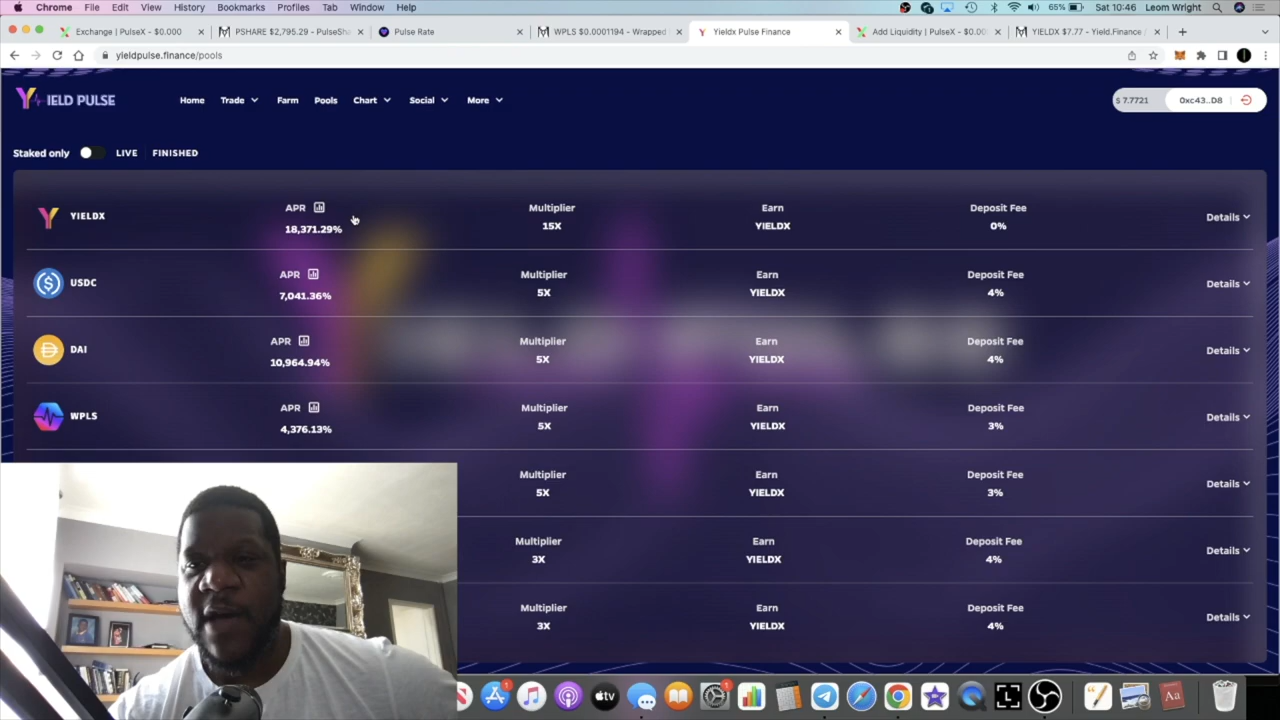 Chrome File Edit View History Bookmarks Profiles Tab Window Help 65% Sat 10:46 Leom Wright
Exchange | PulseX - $0.000 PSHARE $2,795.29 - PulseSha Pulse Rate WPLS $0.0001194 - Wrapped Yieldx Pulse Finance Add Liquidity | PulseX - $0.00 YIELDX $7.77 - Yield.Finance
yieldpulse.finance/pools
YIELD PULSE Home Trade Farm Pools Chart Social More $ 7.7721 0xc43..D8
Staked only LIVE FINISHED
YIELDX
APR
18,371.29%
Multiplier
15X
Earn
YIELDX
Deposit Fee
0%
Details
USDC
APR
7,041.36%
Multiplier
5X
Earn
YIELDX
Deposit Fee
4%
Details
DAI
APR
10,964.94%
Multiplier
5X
Earn
YIELDX
Deposit Fee
4%
Details
WPLS
APR
4,376.13%
Multiplier
5X
Earn
YIELDX
Deposit Fee
3%
Details
Multiplier
5X
Earn
YIELDX
Deposit Fee
3%
Details
Multiplier
3X
Earn
YIELDX
Deposit Fee
4%
Details
Multiplier
3X
Earn
YIELDX
Deposit Fee
4%
Details
tv
Aa